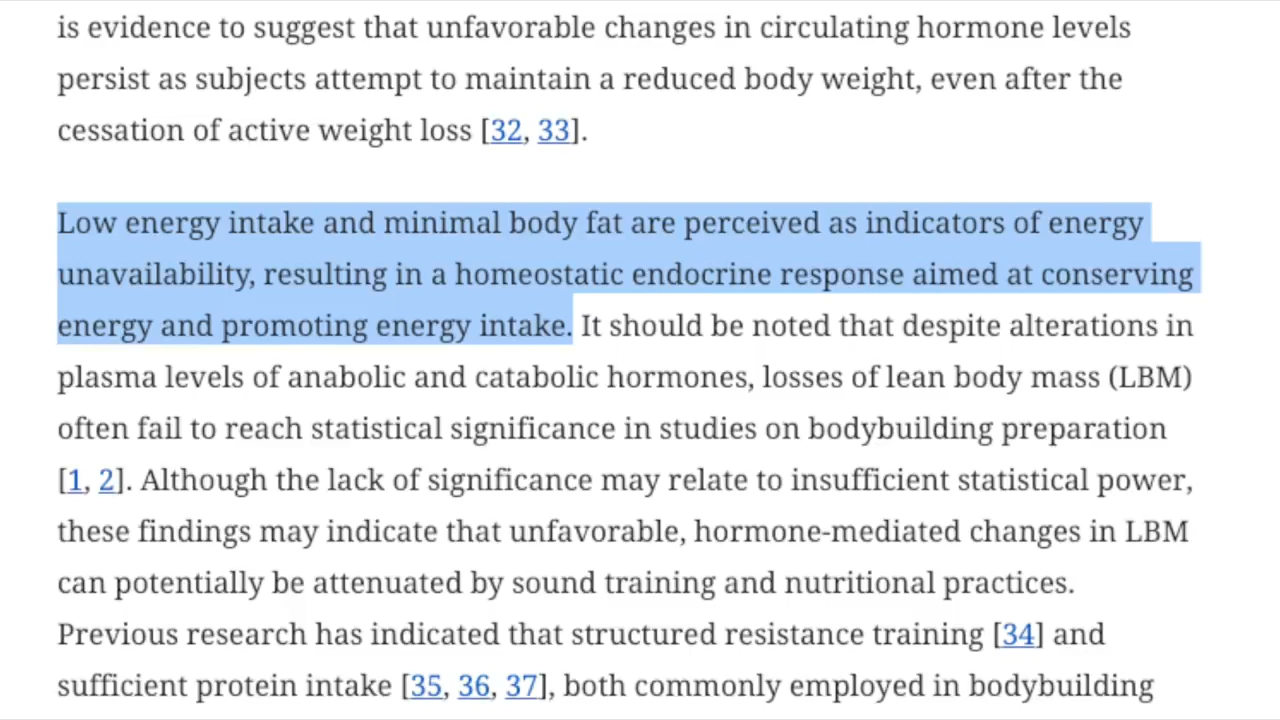 is evidence to suggest that unfavorable changes in circulating hormone levels
persist as subjects attempt to maintain a reduced body weight, even after the
cessation of active weight loss [32, 33].
Low energy intake and minimal body fat are perceived as indicators of energy
unavailability, resulting in a homeostatic endocrine response aimed at conserving
energy and promoting energy intake. It should be noted that despite alterations in
plasma levels of anabolic and catabolic hormones, losses of lean body mass (LBM)
often fail to reach statistical significance in studies on bodybuilding preparation
[1, 2]. Although the lack of significance may relate to insufficient statistical power,
these findings may indicate that unfavorable, hormone-mediated changes in LBM
can potentially be attenuated by sound training and nutritional practices.
Previous research has indicated that structured resistance training [34] and
sufficient protein intake [35, 36, 37], both commonly employed in bodybuilding